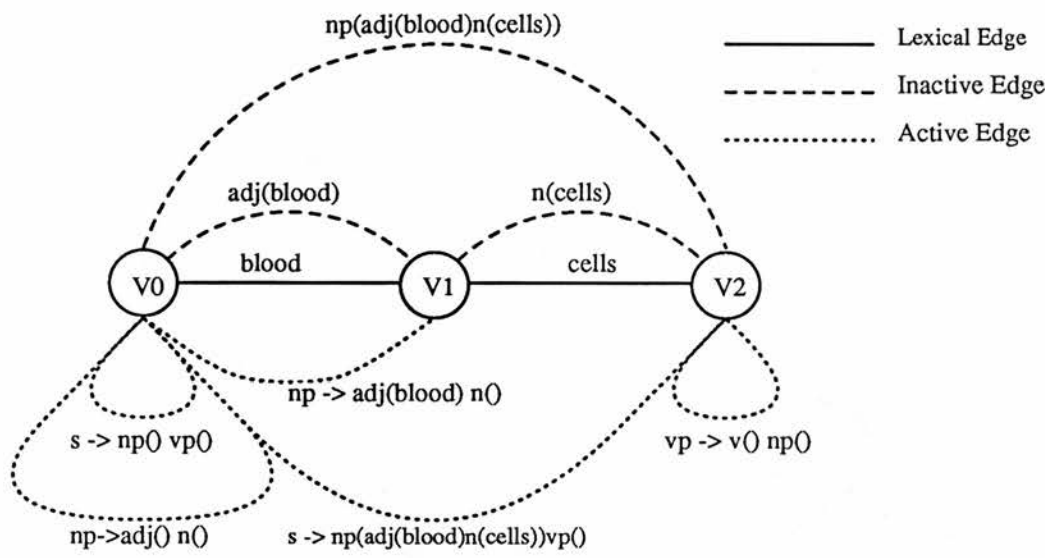 np(adj(blood)n(cells))
Lexical Edge
Inactive Edge
Active Edge
adj(blood)
n(cells)
blood
cells
V0
V1
V2
np -> adj(blood) n()
s -> np() vp()
vp -> v() np()
np->adj() n()
s -> np(adj(blood)n(cells))vp()